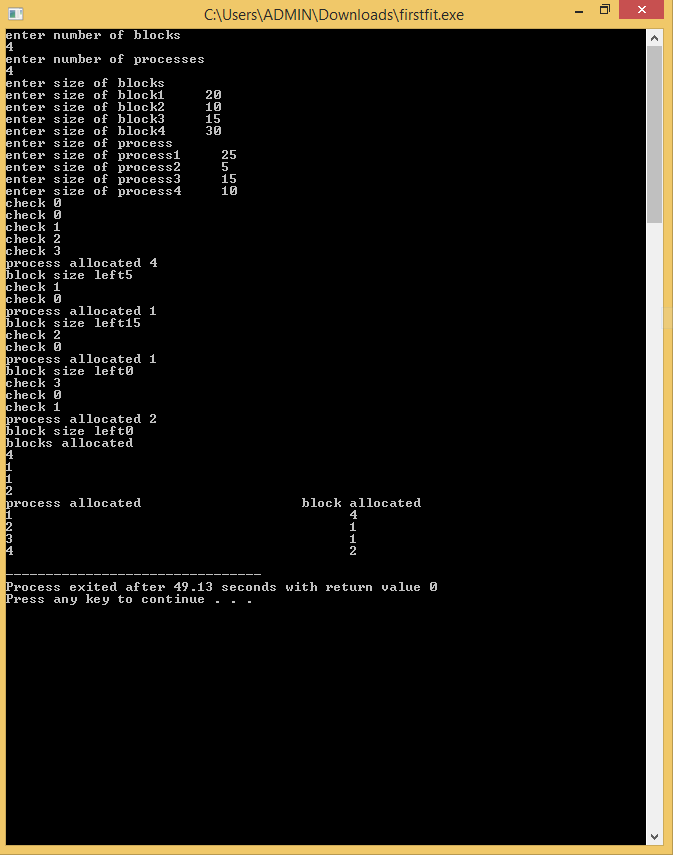 C:\Users\ADMIN\Downloads\firstfit.exe
enter number of blocks
4
enter number of processes
4
enter size of blocks
enter size of block1 20
enter size of block2 10
enter size of block3 15
enter size of block4 30
enter size of process
enter size of process1 25
enter size of process2 5
enter size of process3 15
enter size of process4 10
check 0
check 0
check 1
check 2
check 3
process allocated 4
block size left5
check 1
check 0
process allocated 1
block size left15
check 2
check 0
process allocated 1
block size left0
check 3
check 0
check 1
process allocated 2
block size left0
blocks allocated
4
1
1
2
process allocated block allocated
1 4
2 1
3 1
4 2
--------------------------------
Process exited after 49.13 seconds with return value 0
Press any key to continue . . .